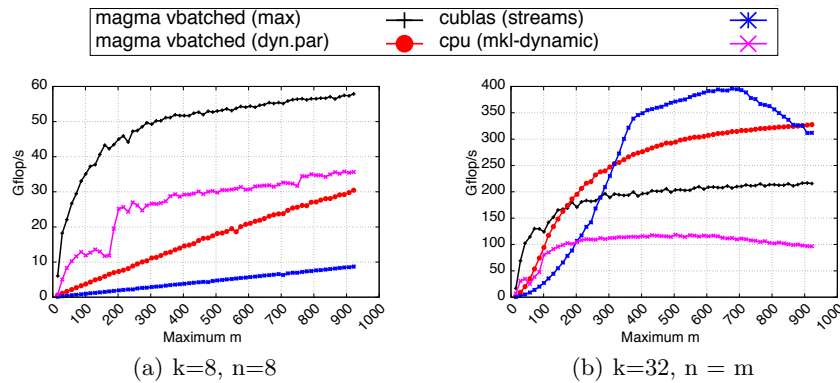 magma vbatched (max) cublas (streams)
magma vbatched (dyn.par) cpu (mkl-dynamic)
Gflop/s
60
50
40
30
20
10
0
0 100 200 300 400 500 600 700 800 900 1000
Maximum m
(a) k=8, n=8
Gflop/s
400
350
300
250
200
150
100
50
0
0 100 200 300 400 500 600 700 800 900 1000
Maximum m
(b) k=32, n = m